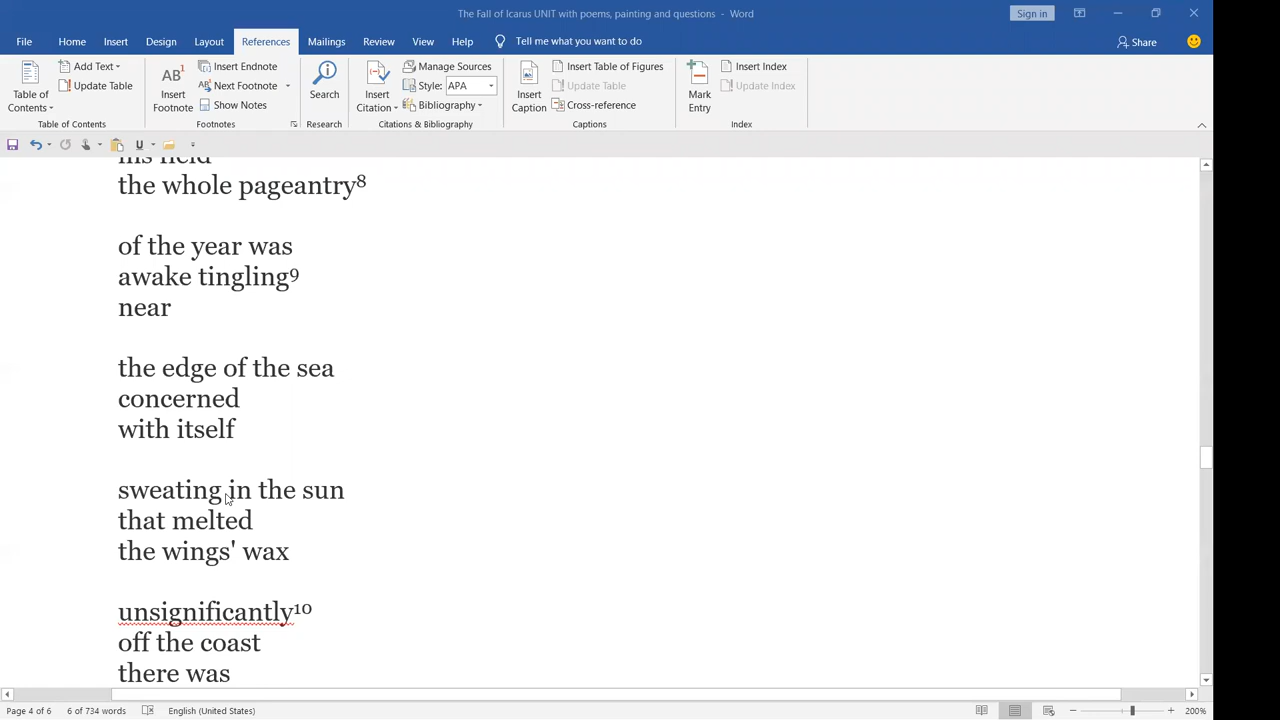 The Fall of Icarus UNIT with poems, painting and questions - Word
Sign in
File Home Insert Design Layout References Mailings Review View Help Tell me what you want to do
Share
Table of Contents
Add Text
Update Table
Table of Contents
AB1
Insert Footnote
Insert Endnote
AB1 Next Footnote
Show Notes
Footnotes
Search
Research
Insert Citation
Manage Sources
Style: APA
Bibliography
Citations & Bibliography
Insert Caption
Insert Table of Figures
Update Table
Cross-reference
Captions
Mark Entry
Insert Index
Update Index
Index
his field
the whole pageantry⁸
of the year was
awake tingling⁹
near
the edge of the sea
concerned
with itself
sweating in the sun
that melted
the wings' wax
unsignificantly¹⁰
off the coast
there was
Page 4 of 6 6 of 734 words English (United States) 200%